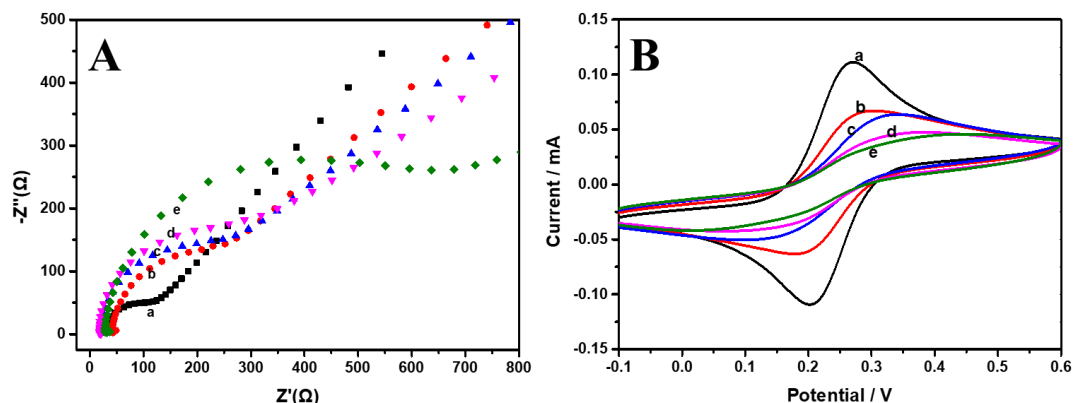 A
500
400
300
200
100
0
-Z''(Ω)
e
d
c
b
a
0 100 200 300 400 500 600 700 800
Z'(Ω)
B
0.15
0.10
0.05
0.00
-0.05
-0.10
-0.15
Current / mA
a
b
c
d
e
-0.1 0.0 0.1 0.2 0.3 0.4 0.5 0.6
Potential / V